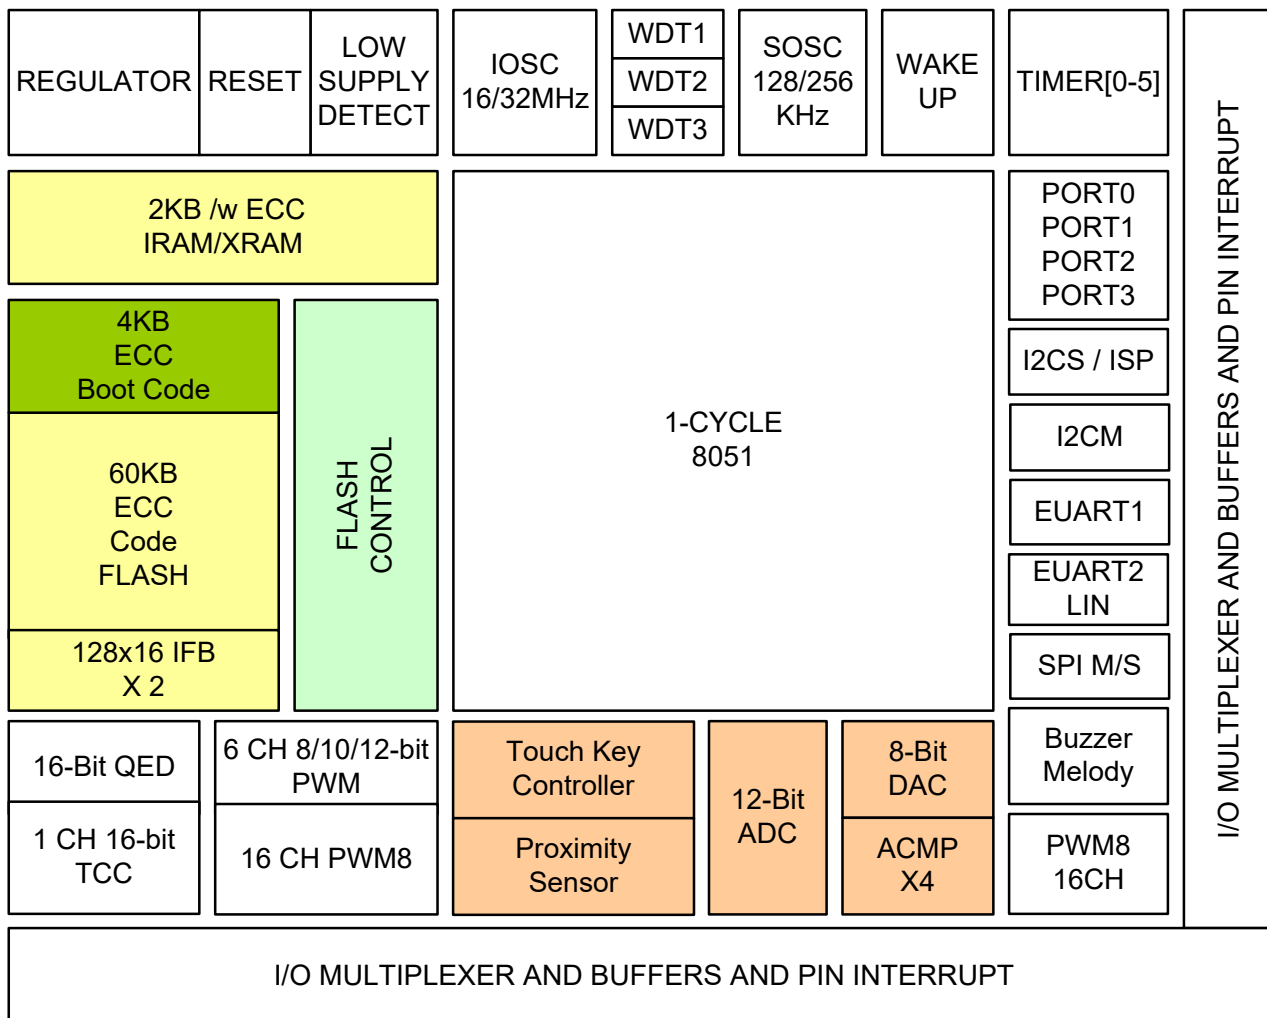 REGULATOR
RESET
LOW
SUPPLY
DETECT
IOSC
16/32MHz
WDT1
WDT2
WDT3
SOSC
128/256
KHz
WAKE
UP
TIMER[0-5]
2KB /w ECC
IRAM/XRAM
4KB
ECC
Boot Code
60KB
ECC
Code
FLASH
128x16 IFB
X 2
FLASH
CONTROL
1-CYCLE
8051
PORT0
PORT1
PORT2
PORT3
I2CS / ISP
I2CM
EUART1
EUART2
LIN
SPI M/S
Buzzer
Melody
PWM8
16CH
16-Bit QED
1 CH 16-bit
TCC
6 CH 8/10/12-bit
PWM
16 CH PWM8
Touch Key
Controller
Proximity
Sensor
12-Bit
ADC
8-Bit
DAC
ACMP
X4
I/O MULTIPLEXER AND BUFFERS AND PIN INTERRUPT
I/O MULTIPLEXER AND BUFFERS AND PIN INTERRUPT